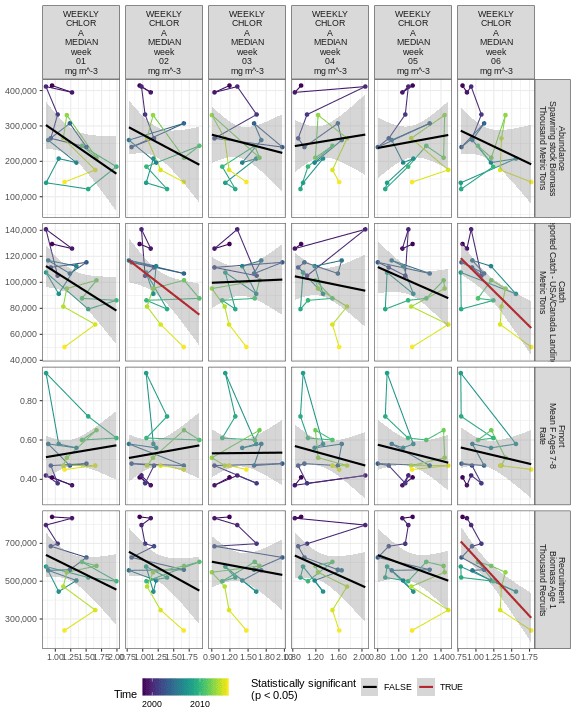 WEEKLY
CHLOR
A
MEDIAN
week
01
mg m^-3
WEEKLY
CHLOR
A
MEDIAN
week
02
mg m^-3
WEEKLY
CHLOR
A
MEDIAN
week
03
mg m^-3
WEEKLY
CHLOR
A
MEDIAN
week
04
mg m^-3
WEEKLY
CHLOR
A
MEDIAN
week
05
mg m^-3
WEEKLY
CHLOR
A
MEDIAN
week
06
mg m^-3
400,000
300,000
200,000
100,000
Abundance
Spawning stock Biomass
Thousand Metric Tons
140,000
120,000
100,000
80,000
60,000
40,000
Catch
ported Catch - USA/Canada Landin
Metric Tons
0.80
0.60
0.40
Fmort
Mean F Ages 7-8
Rate
700,000
500,000
300,000
Recruitment
Biomass Age 1
Thousand Recruits
1.00 1.25 1.50 1.75 2.00
1.00 1.25 1.50 1.75
0.90 1.20 1.50 1.80 2.10
0.80 1.20 1.60 2.00
0.80 1.00 1.20 1.40
0.75 1.00 1.25 1.50 1.75
Time
2000 2010
Statistically significant
(p < 0.05)
FALSE
TRUE